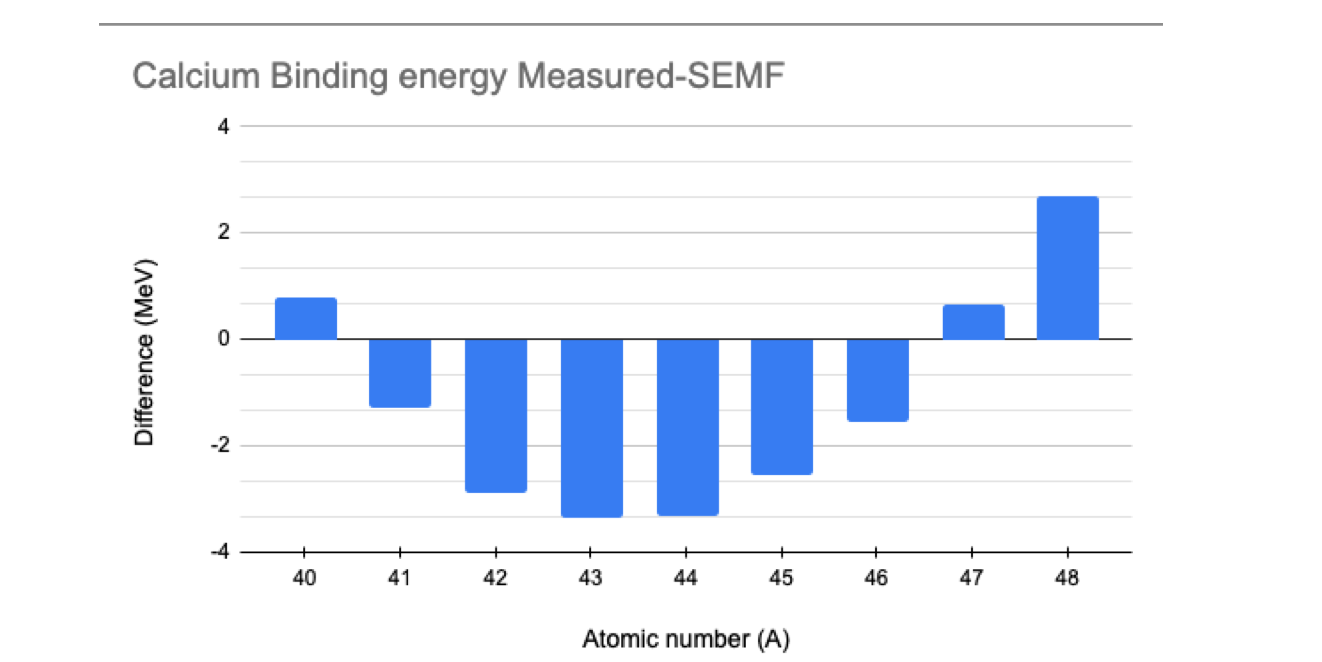 Calcium Binding energy Measured-SEMF
4
2
0
-2
-4
Difference (MeV)
40 41 42 43 44 45 46 47 48
Atomic number (A)